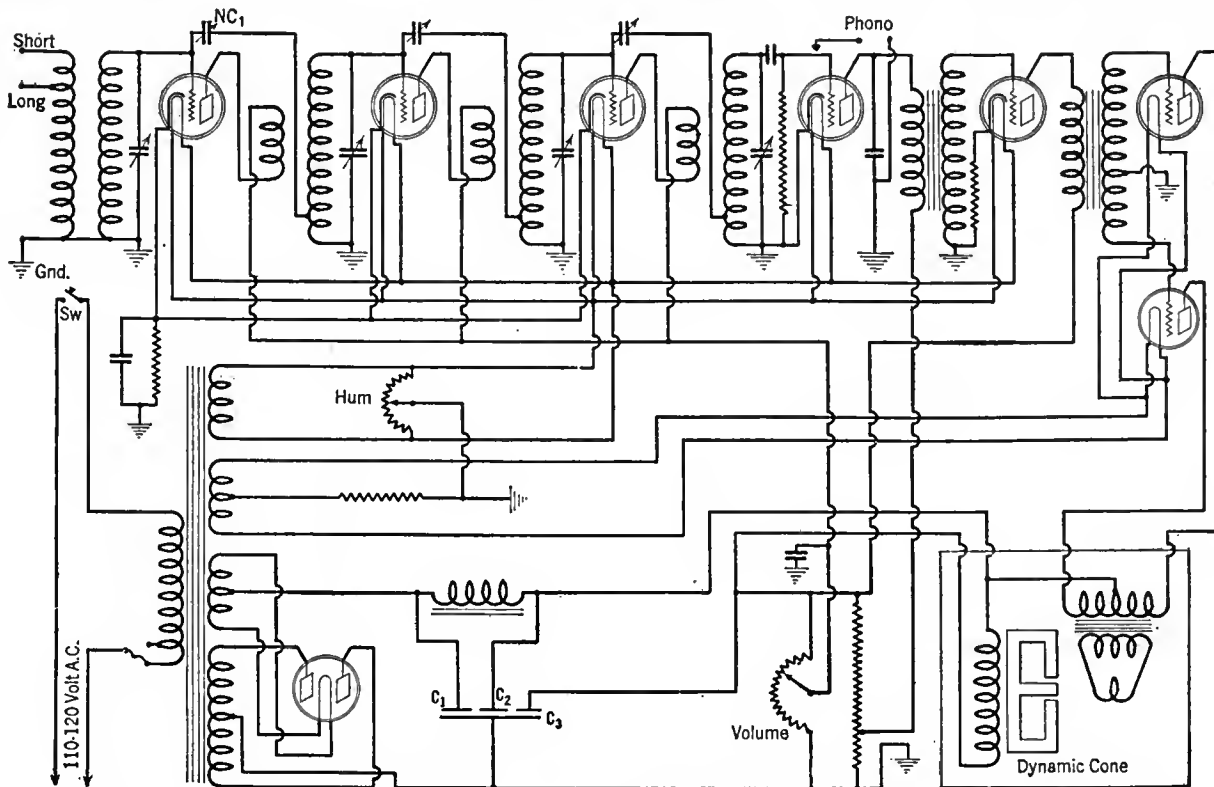 NC1
Phono
Short
Long
Gnd.
Sw
Hum
110-120 Volt A.C.
C1
C2
C3
Volume
Dynamic Cone